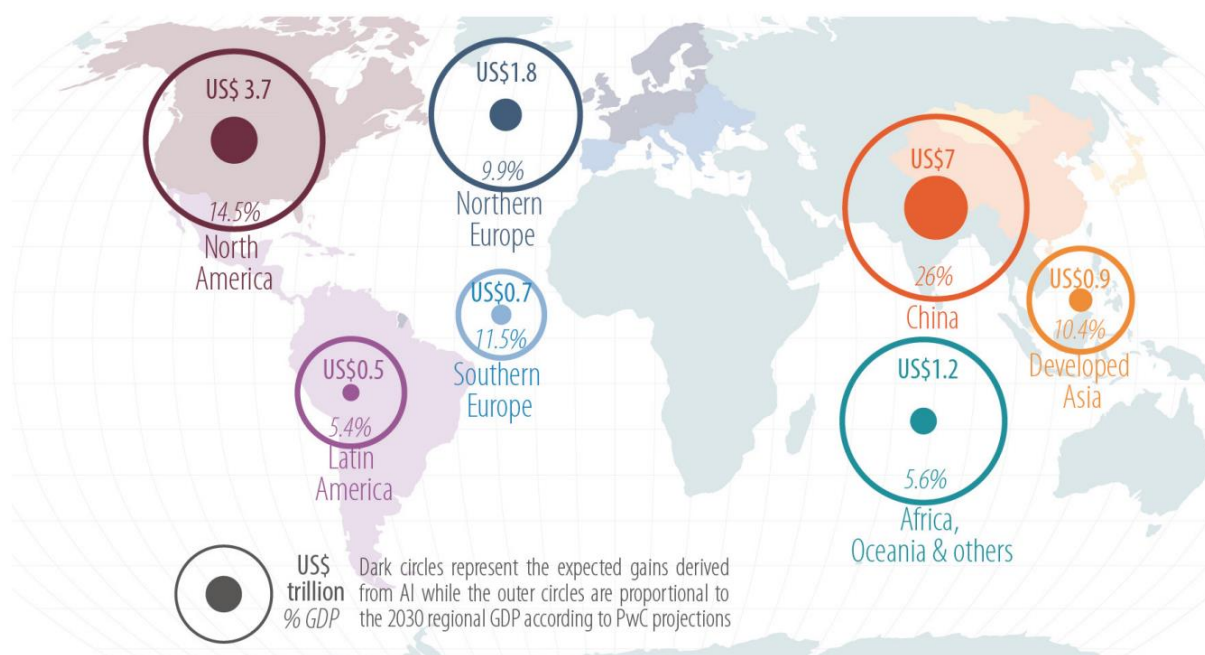 US$ 3.7
14.5%
North
America
US$1.8
9.9%
Northern
Europe
US$0.7
11.5%
Southern
Europe
US$0.5
5.4%
Latin
America
US$7
26%
China
US$0.9
10.4%
Developed
Asia
US$1.2
5.6%
Africa,
Oceania & others
US$
trillion
% GDP
Dark circles represent the expected gains derived
from AI while the outer circles are proportional to
the 2030 regional GDP according to PwC projections